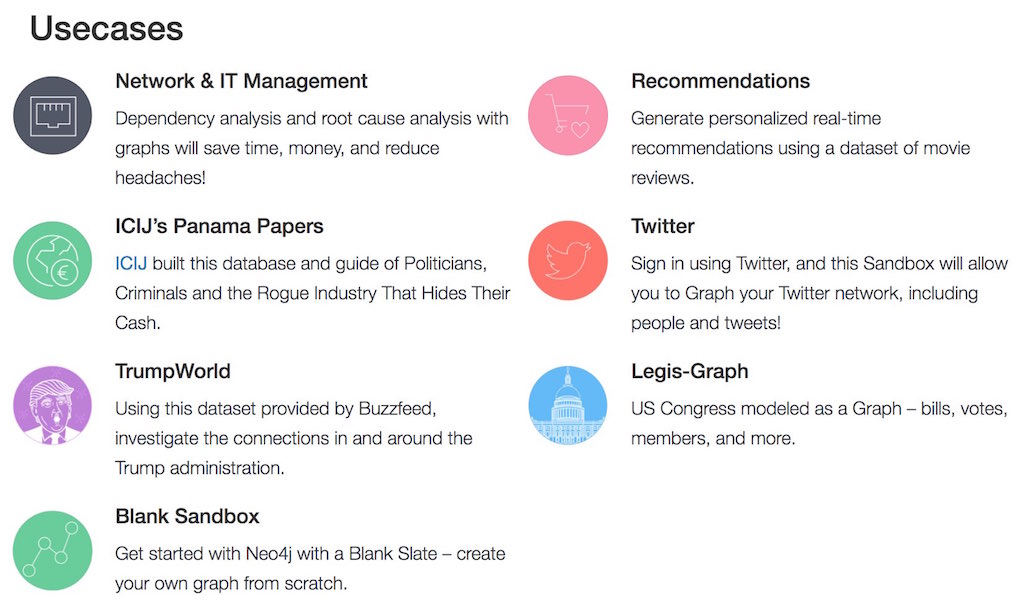 Usecases
Network & IT Management
Dependency analysis and root cause analysis with
graphs will save time, money, and reduce
headaches!
Recommendations
Generate personalized real-time
recommendations using a dataset of movie
reviews.
ICIJ’s Panama Papers
ICIJ built this database and guide of Politicians,
Criminals and the Rogue Industry That Hides Their
Cash.
Twitter
Sign in using Twitter, and this Sandbox will allow
you to Graph your Twitter network, including
people and tweets!
TrumpWorld
Using this dataset provided by Buzzfeed,
investigate the connections in and around the
Trump administration.
Legis-Graph
US Congress modeled as a Graph – bills, votes,
members, and more.
Blank Sandbox
Get started with Neo4j with a Blank Slate – create
your own graph from scratch.